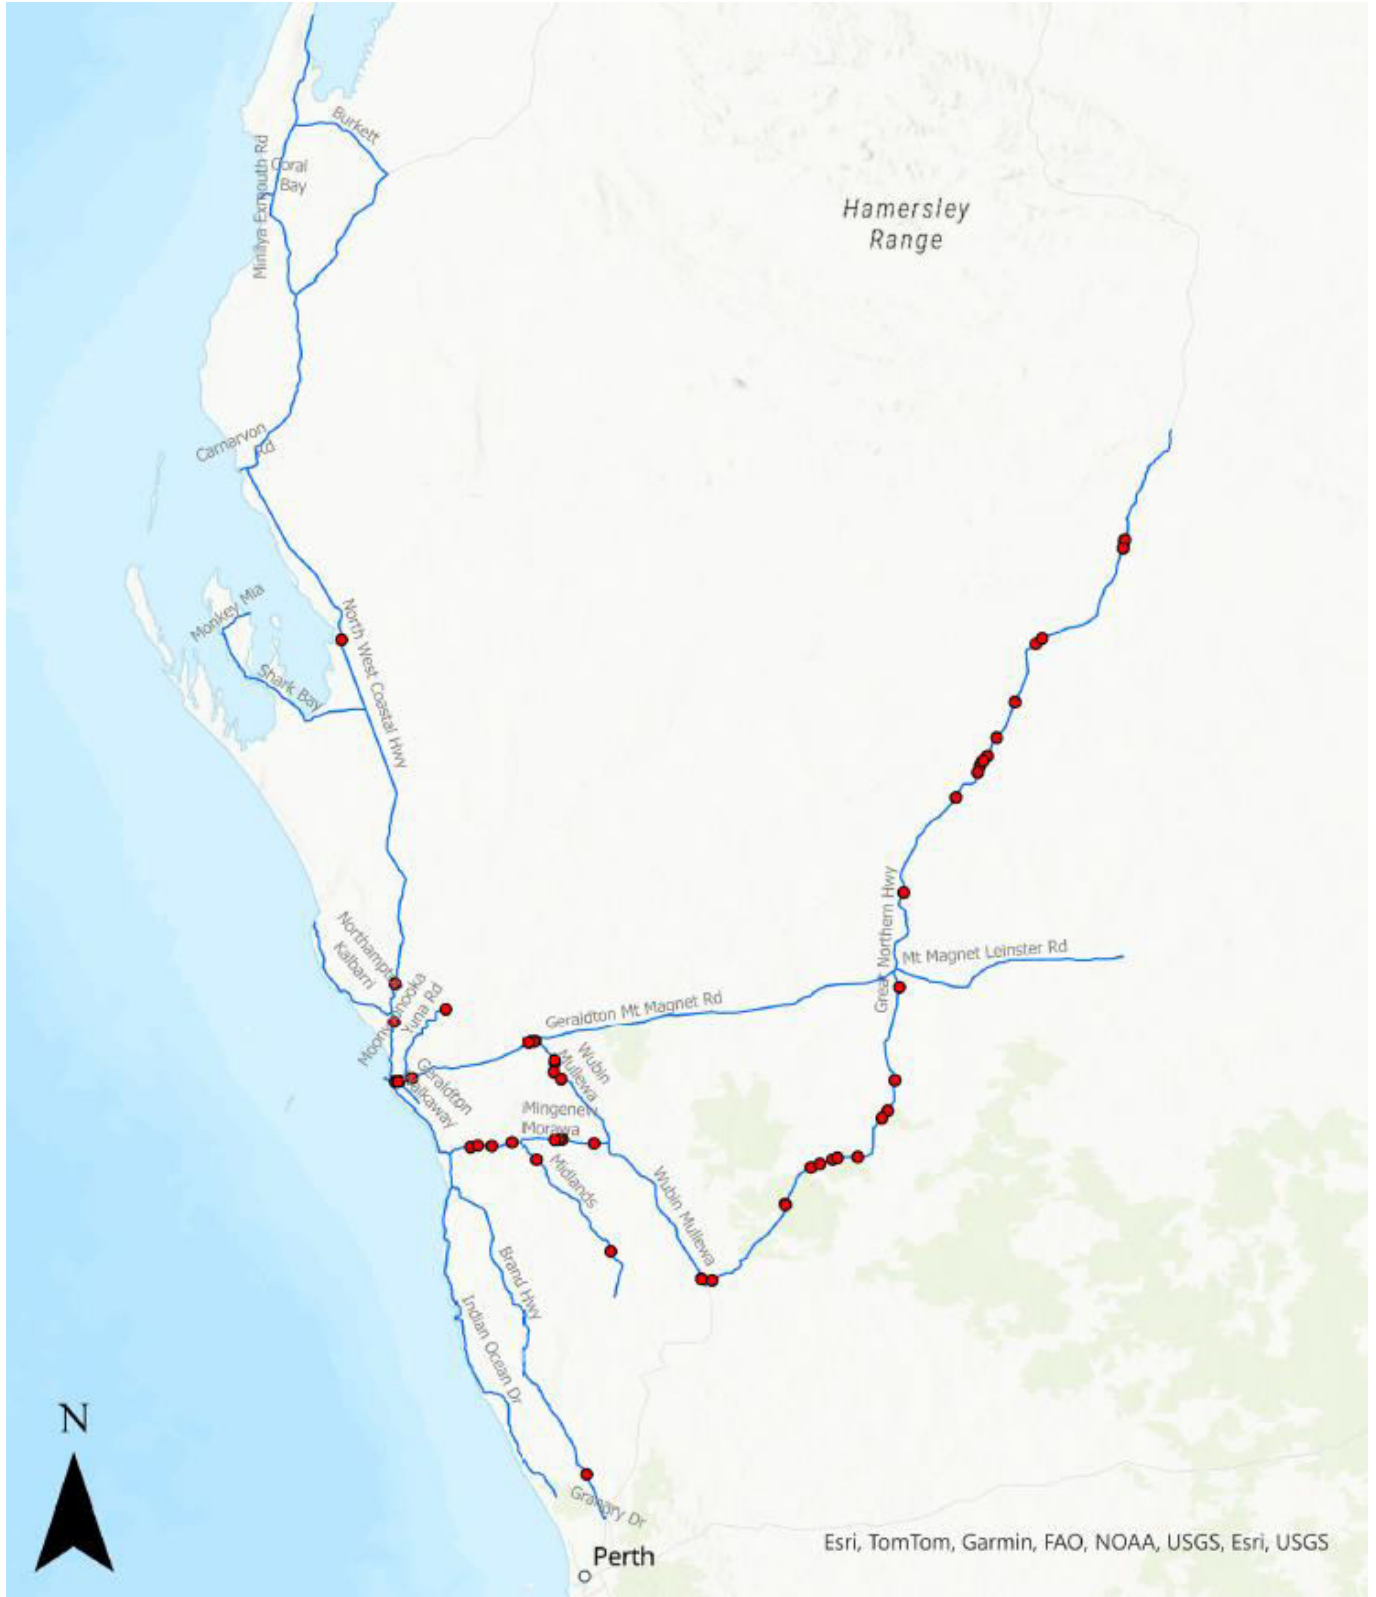 Burkett
Minilya Exmouth Rd
Coral
Bay
Hamersley
Range
Carnarvon
Rd
Monkey Mia
Shark Bay
North West Coastal Hwy
Northampton
Kalbarri
Yuna Rd
Great Northern Hwy
Mt Magnet Leinster Rd
Geraldton Mt Magnet Rd
Geraldton
Walkaway
Wubin
Mullewa
Mingenew
Morawa
Midlands
Wubin Mullewa
Brand Hwy
Indian Ocean Dr
N
Granary Dr
Perth
Esri, TomTom, Garmin, FAO, NOAA, USGS, Esri, USGS